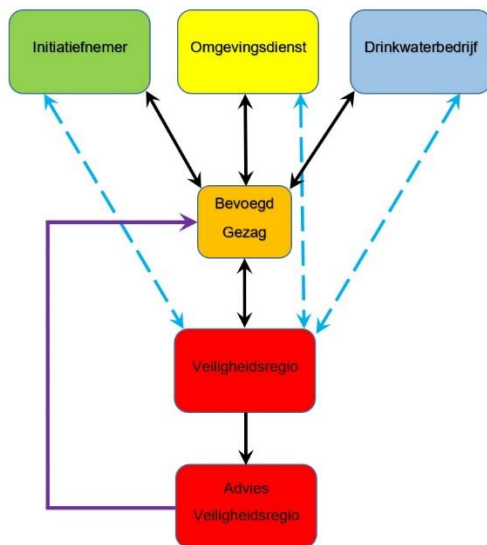 Initiatiefnemer
Omgevingsdienst
Drinkwaterbedrijf
Bevoegd
Gezag
Veiligheidsregio
Advies
Veiligheidsregio